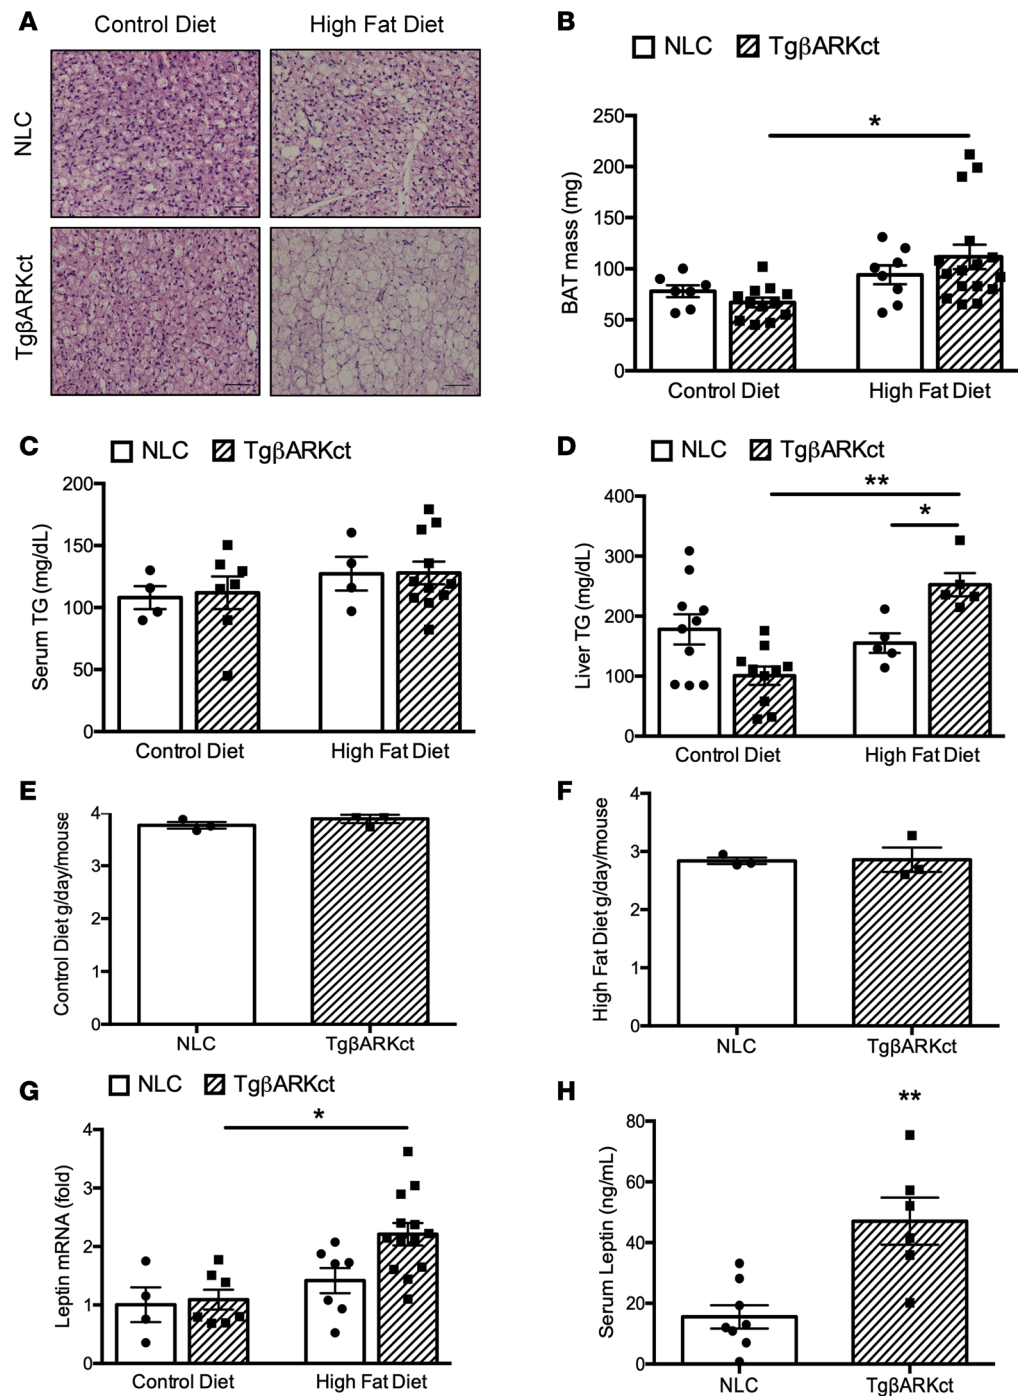 A
Control Diet
High Fat Diet
NLC
TgβARKct
B
NLC
TgβARKct
*
BAT mass (mg)
250
200
150
100
50
0
Control Diet
High Fat Diet
C
NLC
TgβARKct
Serum TG (mg/dL)
200
150
100
50
0
Control Diet
High Fat Diet
D
NLC
TgβARKct
**
*
Liver TG (mg/dL)
400
300
200
100
0
Control Diet
High Fat Diet
E
Control Diet g/day/mouse
4
3
2
1
0
NLC
TgβARKct
F
High Fat Diet g/day/mouse
4
3
2
1
0
NLC
TgβARKct
G
NLC
TgβARKct
*
Leptin mRNA (fold)
4
3
2
1
0
Control Diet
High Fat Diet
H
**
Serum Leptin (ng/mL)
80
60
40
20
0
NLC
TgβARKct